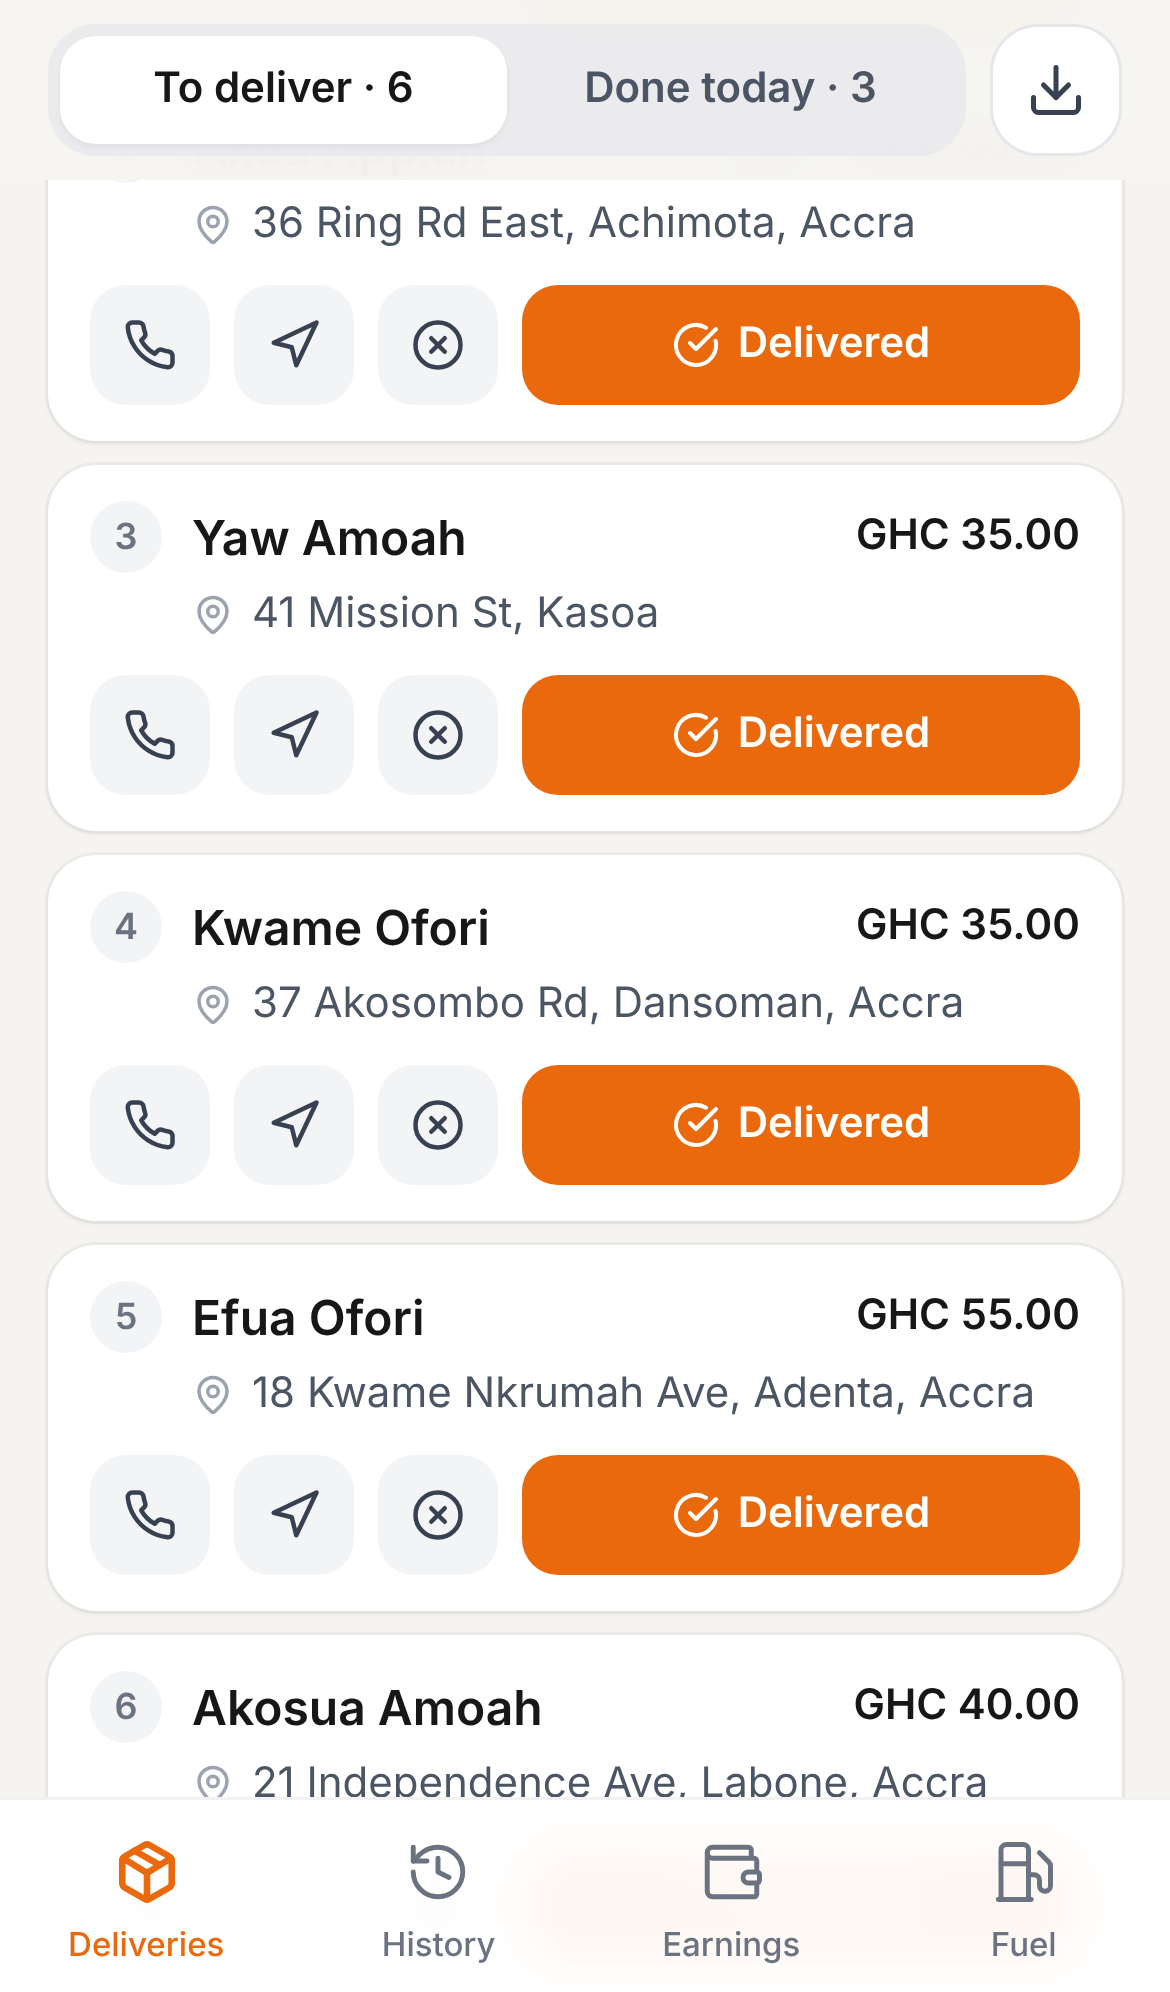 To deliver · 6
Done today · 3
36 Ring Rd East, Achimota, Accra
Delivered
3
Yaw Amoah
GHC 35.00
41 Mission St, Kasoa
Delivered
4
Kwame Ofori
GHC 35.00
37 Akosombo Rd, Dansoman, Accra
Delivered
5
Efua Ofori
GHC 55.00
18 Kwame Nkrumah Ave, Adenta, Accra
Delivered
6
Akosua Amoah
GHC 40.00
21 Independence Ave, Labone, Accra
Deliveries
History
Earnings
Fuel